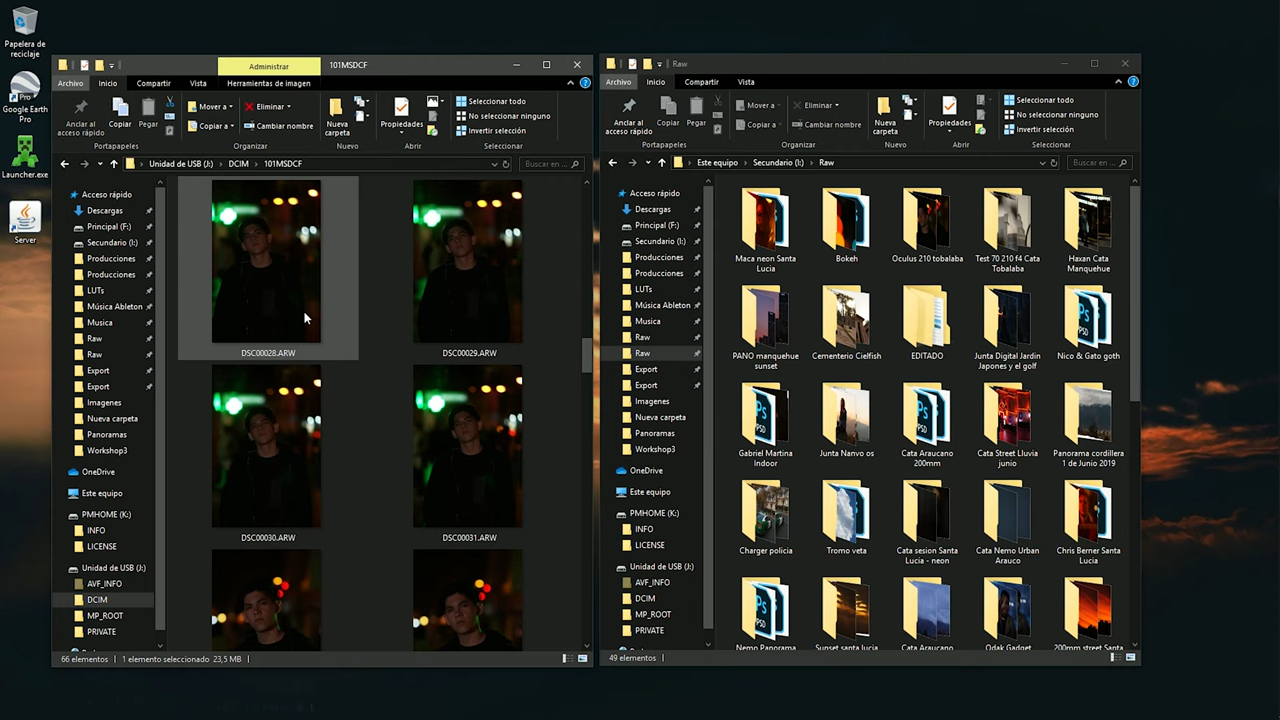 Papelera de
reciclaje
Google Earth
Pro
Launcher.exe
Server
Administrar
101MSDCF
Archivo
Inicio
Compartir
Vista
Herramientas de imagen
Anclar al
acceso rápido
Copiar
Pegar
Mover a
Copiar a
Eliminar
Cambiar nombre
Nueva
carpeta
Propiedades
Seleccionar todo
No seleccionar ninguno
Invertir selección
Portapapeles
Organizar
Nuevo
Abrir
Seleccionar
Unidad de USB (J:) > DCIM > 101MSDCF
Buscar en ...
Acceso rápido
Descargas
Principal (F:)
Secundario (I:)
Producciones
Producciones
LUTs
Música Ableton
Musica
Raw
Raw
Export
Export
Imagenes
Nueva carpeta
Panoramas
Workshop3
OneDrive
Este equipo
PMHOME (K:)
INFO
LICENSE
Unidad de USB (J:)
AVF_INFO
DCIM
MP_ROOT
PRIVATE
DSC00028.ARW
DSC00029.ARW
DSC00030.ARW
DSC00031.ARW
66 elementos
1 elemento seleccionado 23,5 MB
Raw
Archivo
Inicio
Compartir
Vista
Anclar al
acceso rápido
Copiar
Pegar
Mover a
Copiar a
Eliminar
Cambiar nombre
Nueva
carpeta
Propiedades
Seleccionar todo
No seleccionar ninguno
Invertir selección
Portapapeles
Organizar
Nuevo
Abrir
Seleccionar
Este equipo > Secundario (I:) > Raw
Buscar en ...
Acceso rápido
Descargas
Principal (F:)
Secundario (I:)
Producciones
Producciones
LUTs
Música Ableton
Musica
Raw
Raw
Export
Export
Imagenes
Nueva carpeta
Panoramas
Workshop3
OneDrive
Este equipo
PMHOME (K:)
INFO
LICENSE
Unidad de USB (J:)
AVF_INFO
DCIM
MP_ROOT
PRIVATE
Maca neon Santa
Lucia
Bokeh
Oculus 210 tobalaba
Test 70 210 f4 Cata
Tobalaba
Haxan Cata
Manquehue
PANO manquehue
sunset
Cementerio Cielfish
EDITADO
Junta Digital Jardin
Japones y el golf
Nico & Gato goth
Gabriel Martina
Indoor
Junta Nanvo os
Cata Araucano
200mm
Cata Street Lluvia
junio
Panorama cordillera
1 de Junio 2019
Charger policia
Tromo veta
Cata sesion Santa
Lucia - neon
Cata Nemo Urban
Arauco
Chris Berner Santa
Lucia
Nemo Panorama
Sunset santa lucia
Cata Araucano
Odak Gadget
200mm street Santa
49 elementos